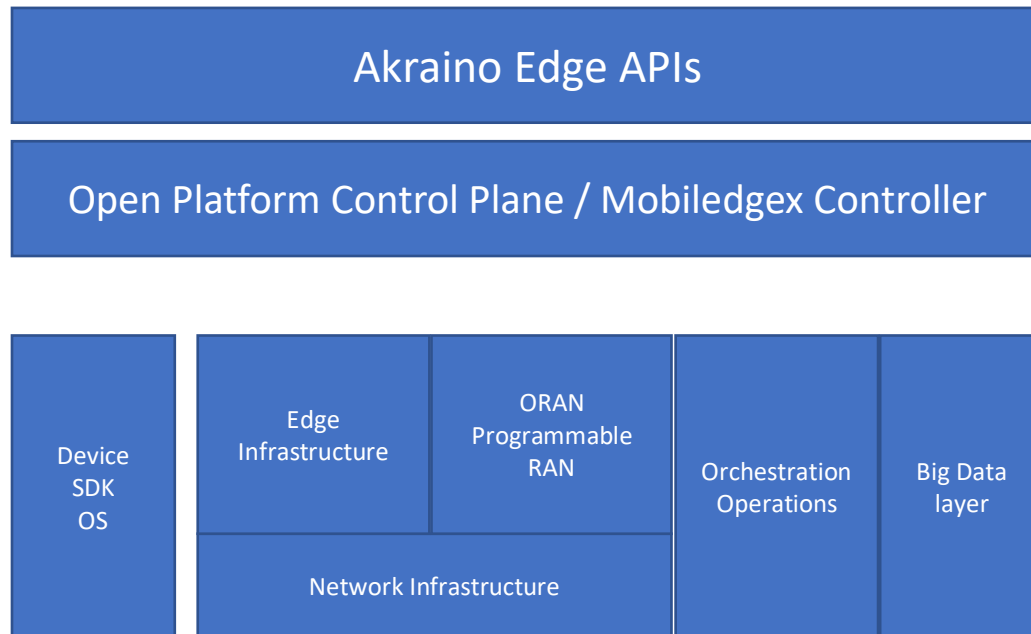 Akraino Edge APIs
Open Platform Control Plane / Mobiledgex Controller
Device
SDK
OS
Edge
Infrastructure
ORAN
Programmable
RAN
Network Infrastructure
Orchestration
Operations
Big Data
layer